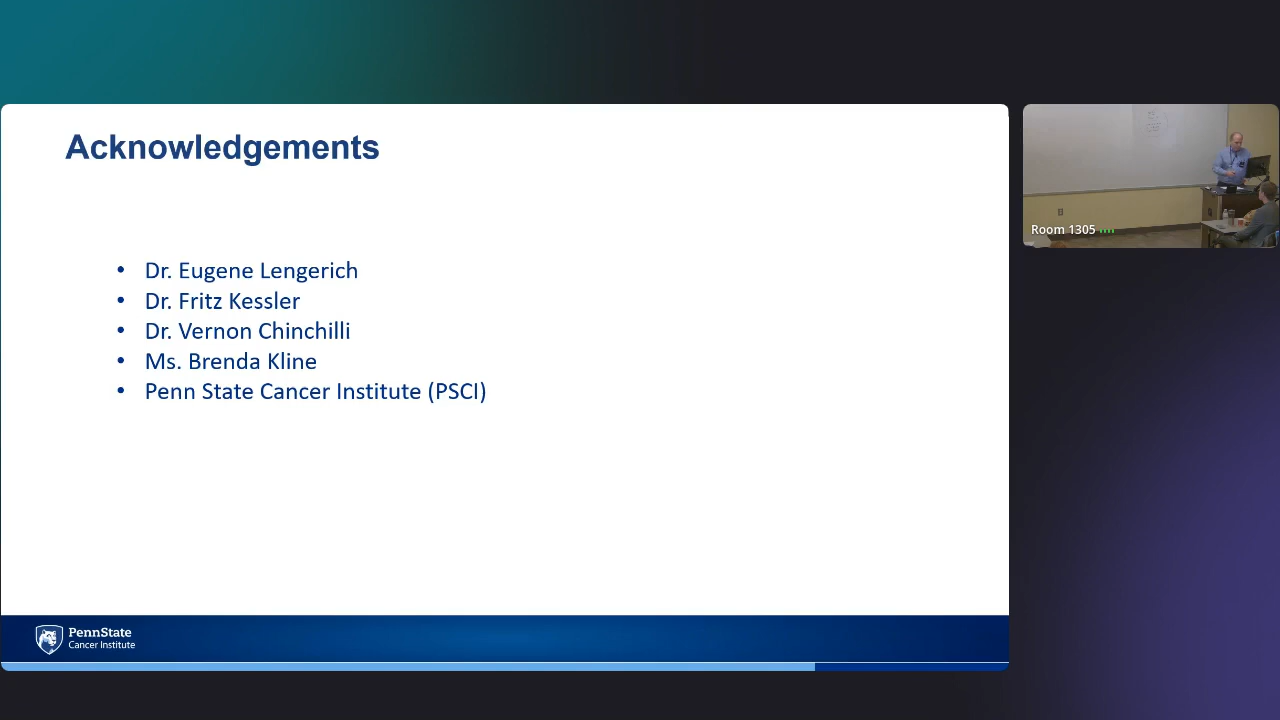 Acknowledgements
• Dr. Eugene Lengerich
• Dr. Fritz Kessler
• Dr. Vernon Chinchilli
• Ms. Brenda Kline
• Penn State Cancer Institute (PSCI)
PennState
Cancer Institute
Room 1305